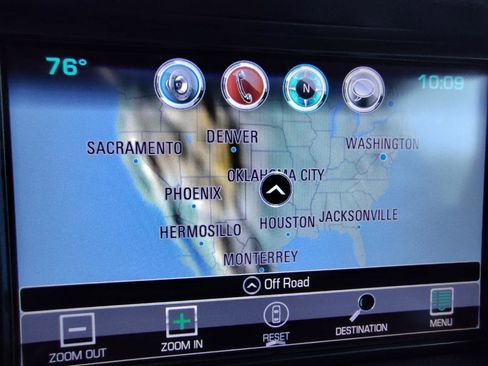 76° 10:09
N
SACRAMENTO DENVER WASHINGTON
OKLAHOMA CITY
PHOENIX
HERMOSILLO HOUSTON JACKSONVILLE
MONTERREY
Off Road
ZOOM OUT ZOOM IN RESET DESTINATION MENU